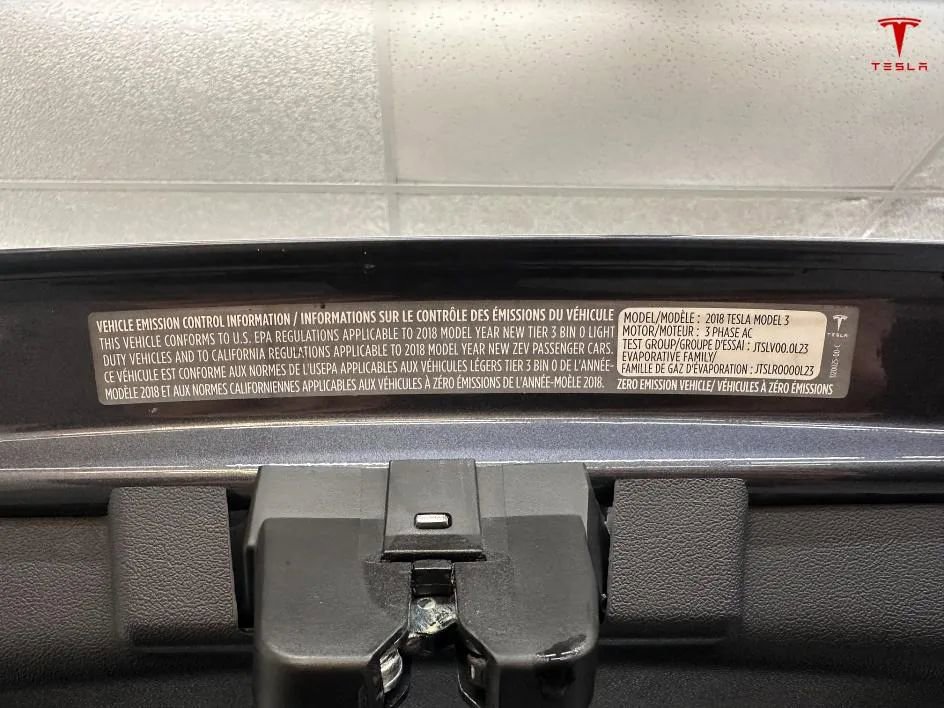 TESLA
VEHICLE EMISSION CONTROL INFORMATION / INFORMATIONS SUR LE CONTRÔLE DES ÉMISSIONS DU VÉHICULE
THIS VEHICLE CONFORMS TO U.S. EPA REGULATIONS APPLICABLE TO 2018 MODEL YEAR NEW TIER 3 BIN 0 LIGHT
DUTY VEHICLES AND TO CALIFORNIA REGULATIONS APPLICABLE TO 2018 MODEL YEAR NEW ZEV PASSENGER CARS.
CE VÉHICULE EST CONFORME AUX NORMES DE L'USEPA APPLICABLES AUX VÉHICULES LÉGERS TIER 3 BIN 0 DE L'ANNÉE-
MODÈLE 2018 ET AUX NORMES CALIFORNIENNES APPLICABLES AUX VÉHICULES À ZÉRO ÉMISSIONS DE L'ANNÉE-MOÈLE 2018.
MODEL/MODÈLE : 2018 TESLA MODEL 3
MOTOR/MOTEUR : 3 PHASE AC
TEST GROUP/GROUPE D'ESSAI : JTSLV00.0L23
EVAPORATIVE FAMILY/
FAMILLE DE GAZ D'ÉVAPORATION : JTSLR0000L23
ZERO EMISSION VEHICLE/ VÉHICULES À ZÉRO ÉMISSIONS
TESLA